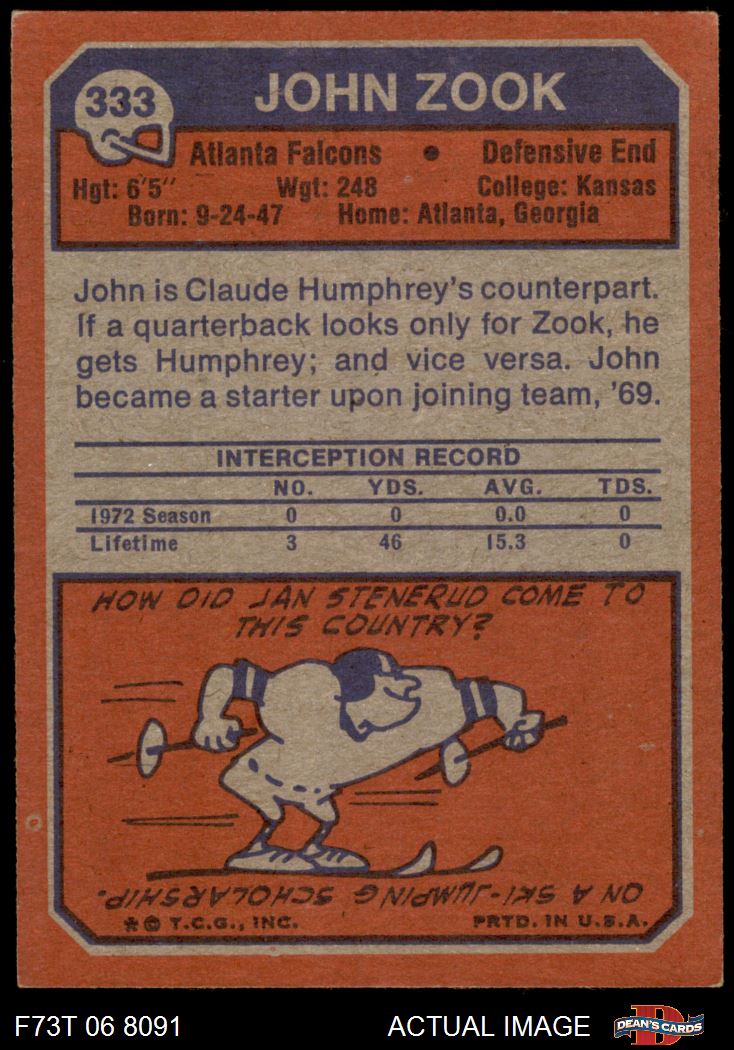 333
JOHN ZOOK
Atlanta Falcons • Defensive End
Hgt: 6'5" Wgt: 248 College: Kansas
Born: 9-24-47 Home: Atlanta, Georgia
John is Claude Humphrey's counterpart.
If a quarterback looks only for Zook, he
gets Humphrey; and vice versa. John
became a starter upon joining team, '69.
INTERCEPTION RECORD
NO. YDS. AVG. TDS.
1972 Season 0 0 0.0 0
Lifetime 3 46 15.3 0
HOW DID JAN STENERUD COME TO
THIS COUNTRY?
ON A SKI-JUMPING SCHOLARSHIP.
* © T.C.G., INC. PRTD. IN U.S.A.
F73T 06 8091 ACTUAL IMAGE
D
DEAN'S CARDS